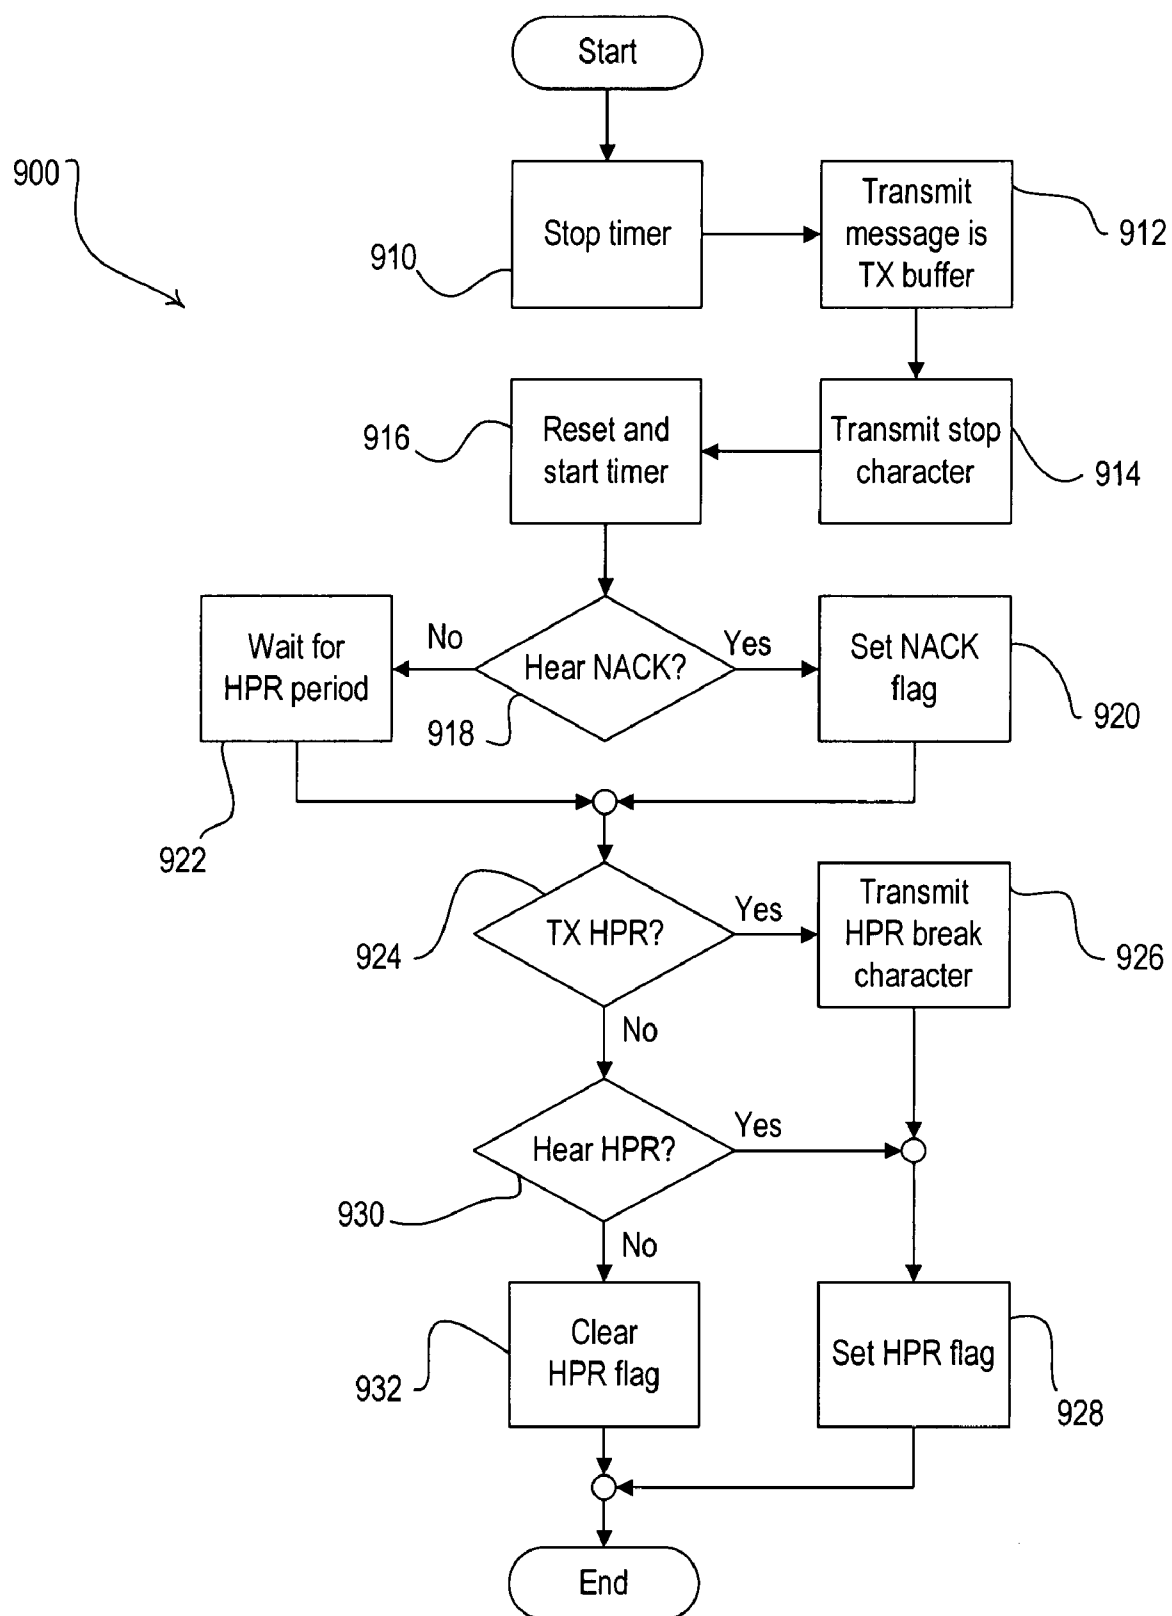 Start
900
Stop timer
910
Transmit
message is
TX buffer
912
Reset and
start timer
916
Transmit stop
character
914
Wait for
HPR period
922
No
Hear NACK?
918
Yes
Set NACK
flag
920
TX HPR?
924
Yes
Transmit
HPR break
character
926
No
Hear HPR?
930
Yes
No
Clear
HPR flag
932
Set HPR flag
928
End